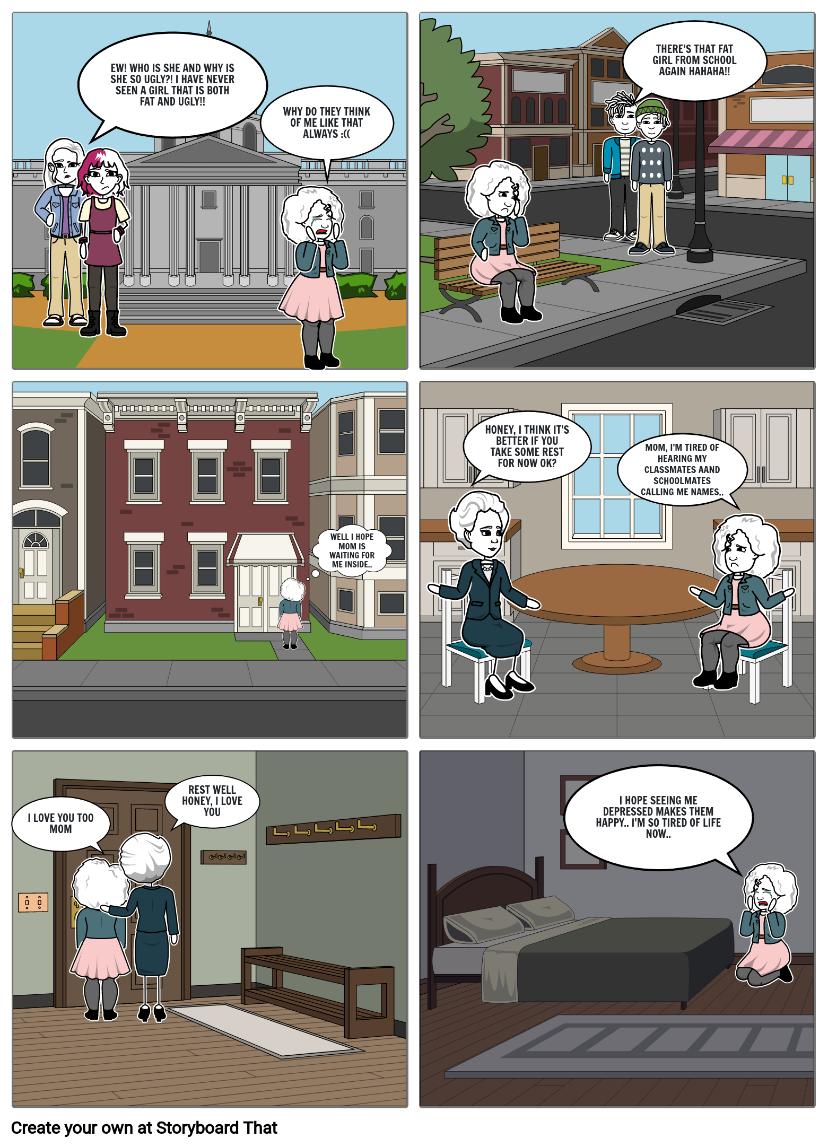 EW! WHO IS SHE AND WHY IS
SHE SO UGLY?! I HAVE NEVER
SEEN A GIRL THAT IS BOTH
FAT AND UGLY!!
WHY DO THEY THINK
OF ME LIKE THAT
ALWAYS :((
THERE'S THAT FAT
GIRL FROM SCHOOL
AGAIN HAHAHA!!
WELL I HOPE
MOM IS
WAITING FOR
ME INSIDE..
HONEY, I THINK IT'S
BETTER IF YOU
TAKE SOME REST
FOR NOW OK?
MOM, I'M TIRED OF
HEARING MY
CLASSMATES AAND
SCHOOLMATES
CALLING ME NAMES..
I LOVE YOU TOO
MOM
REST WELL
HONEY, I LOVE
YOU
I HOPE SEEING ME
DEPRESSED MAKES THEM
HAPPY.. I'M SO TIRED OF LIFE
NOW..
Create your own at Storyboard That